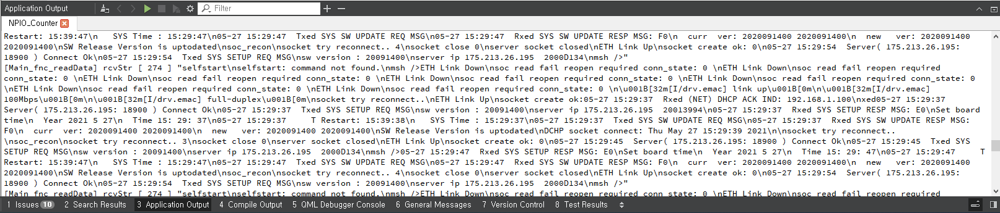 Application Output
Filter
NPIO_Counter
Restart: 15:39:47\n   SYS Time : 15:29:47\n05-27 15:29:47  Txed SYS SW UPDATE REQ MSG\n05-27 15:29:47  Rxed SYS SW UPDATE RESP MSG: F0\n  curr  ver: 2020091400 2020091400\n  new   ver: 2020091400
2020091400\nSW Release Version is uptodated\nsoc_recon\nsocket try reconnect.. 4\nsocket close 0\nserver socket closed\nETH Link Up\nsocket create ok: 0\n05-27 15:29:54  Server( 175.213.26.195:
18900 ) Connect Ok\n05-27 15:29:54  Txed SYS SETUP REQ MSG\nsw version : 20091400\nserver ip 175.213.26.195  2000D134\nmsh />"
[Main_fnc_readData] rcvStr [ 274 ] "selfstart\nselfstart: command not found.\nmsh />ETH Link Down\nsoc read fail reopen required conn_state: 0 \nETH Link Down\nsoc read fail reopen required
conn_state: 0 \nETH Link Down\nsoc read fail reopen required conn_state: 0 \nETH Link Down\nsoc read fail reopen required conn_state: 0 \nETH Link Down\nsoc read fail reopen required conn_state: 0
\nETH Link Down\nsoc read fail reopen required conn_state: 0 \nETH Link Down\nsoc read fail reopen required conn_state: 0 \n\u001B[32m[I/drv.emac] link up\u001B[0m\n\u001B[32m[I/drv.emac]
100Mbps\u001B[0m\n\u001B[32m[I/drv.emac] full-duplex\u001B[0m\nsocket try reconnect..\nETH Link Up\nsocket create ok:05-27 15:29:37  Rxed (NET) DHCP ACK IND: 192.168.1.100\nxed05-27 15:29:37
Server( 175.213.26.195: 18900 ) Connect Ok\n05-27 15:29:37  Txed SYS SETUP REQ MSG\nsw version : 20091400\nserver ip 175.213.26.195  20013994\n05-27 15:29:37  Rxed SYS SETUP RESP MSG: E0\nSet board
time\n  Year 2021 5 27\n  Time 15: 29: 37\n05-27 15:29:37     T Restart: 15:39:38\n   SYS Time : 15:29:37\n05-27 15:29:37  Txed SYS SW UPDATE REQ MSG\n05-27 15:29:37  Rxed SYS SW UPDATE RESP MSG:
F0\n  curr  ver: 2020091400 2020091400\n  new   ver: 2020091400 2020091400\nSW Release Version is uptodated\nDCHP socket connect: Thu May 27 15:29:39 2021\n\nsocket try reconnect..
\nsoc_recon\nsocket try reconnect.. 3\nsocket close 0\nserver socket closed\nETH Link Up\nsocket create ok: 0\n05-27 15:29:45  Server( 175.213.26.195: 18900 ) Connect Ok\n05-27 15:29:45  Txed SYS
SETUP REQ MSG\nsw version : 20091400\nserver ip 175.213.26.195  2000D134\nmsh />05-27 15:29:47  Rxed SYS SETUP RESP MSG: E0\nSet board time\n  Year 2021 5 27\n  Time 15: 29: 47\n05-27 15:29:47     T
Restart: 15:39:47\n   SYS Time : 15:29:47\n05-27 15:29:47  Txed SYS SW UPDATE REQ MSG\n05-27 15:29:47  Rxed SYS SW UPDATE RESP MSG: F0\n  curr  ver: 2020091400 2020091400\n  new   ver: 2020091400
2020091400\nSW Release Version is uptodated\nsoc_recon\nsocket try reconnect.. 4\nsocket close 0\nserver socket closed\nETH Link Up\nsocket create ok: 0\n05-27 15:29:54  Server( 175.213.26.195:
18900 ) Connect Ok\n05-27 15:29:54  Txed SYS SETUP REQ MSG\nsw version : 20091400\nserver ip 175.213.26.195  2000D134\nmsh />"
[Main_fnc_readData] rcvStr [ 274 ] "selfstart\nselfstart: command not found.\nmsh />ETH Link Down\nsoc read fail reopen required conn_state: 0 \nETH Link Down\nsoc read fail reopen required
1 Issues 10 2 Search Results 3 Application Output 4 Compile Output 5 QML Debugger Console 6 General Messages 7 Version Control 8 Test Results